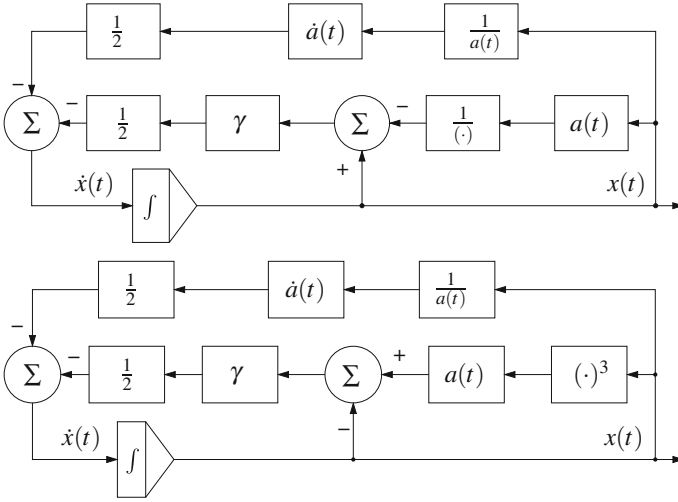 1/2 ȧ(t) 1/a(t)
−
Σ − 1/2 γ Σ − 1/(·) a(t)
+
ẋ(t) ∫ x(t)
1/2 ȧ(t) 1/a(t)
−
Σ − 1/2 γ Σ + a(t) (·)³
−
ẋ(t) ∫ x(t)